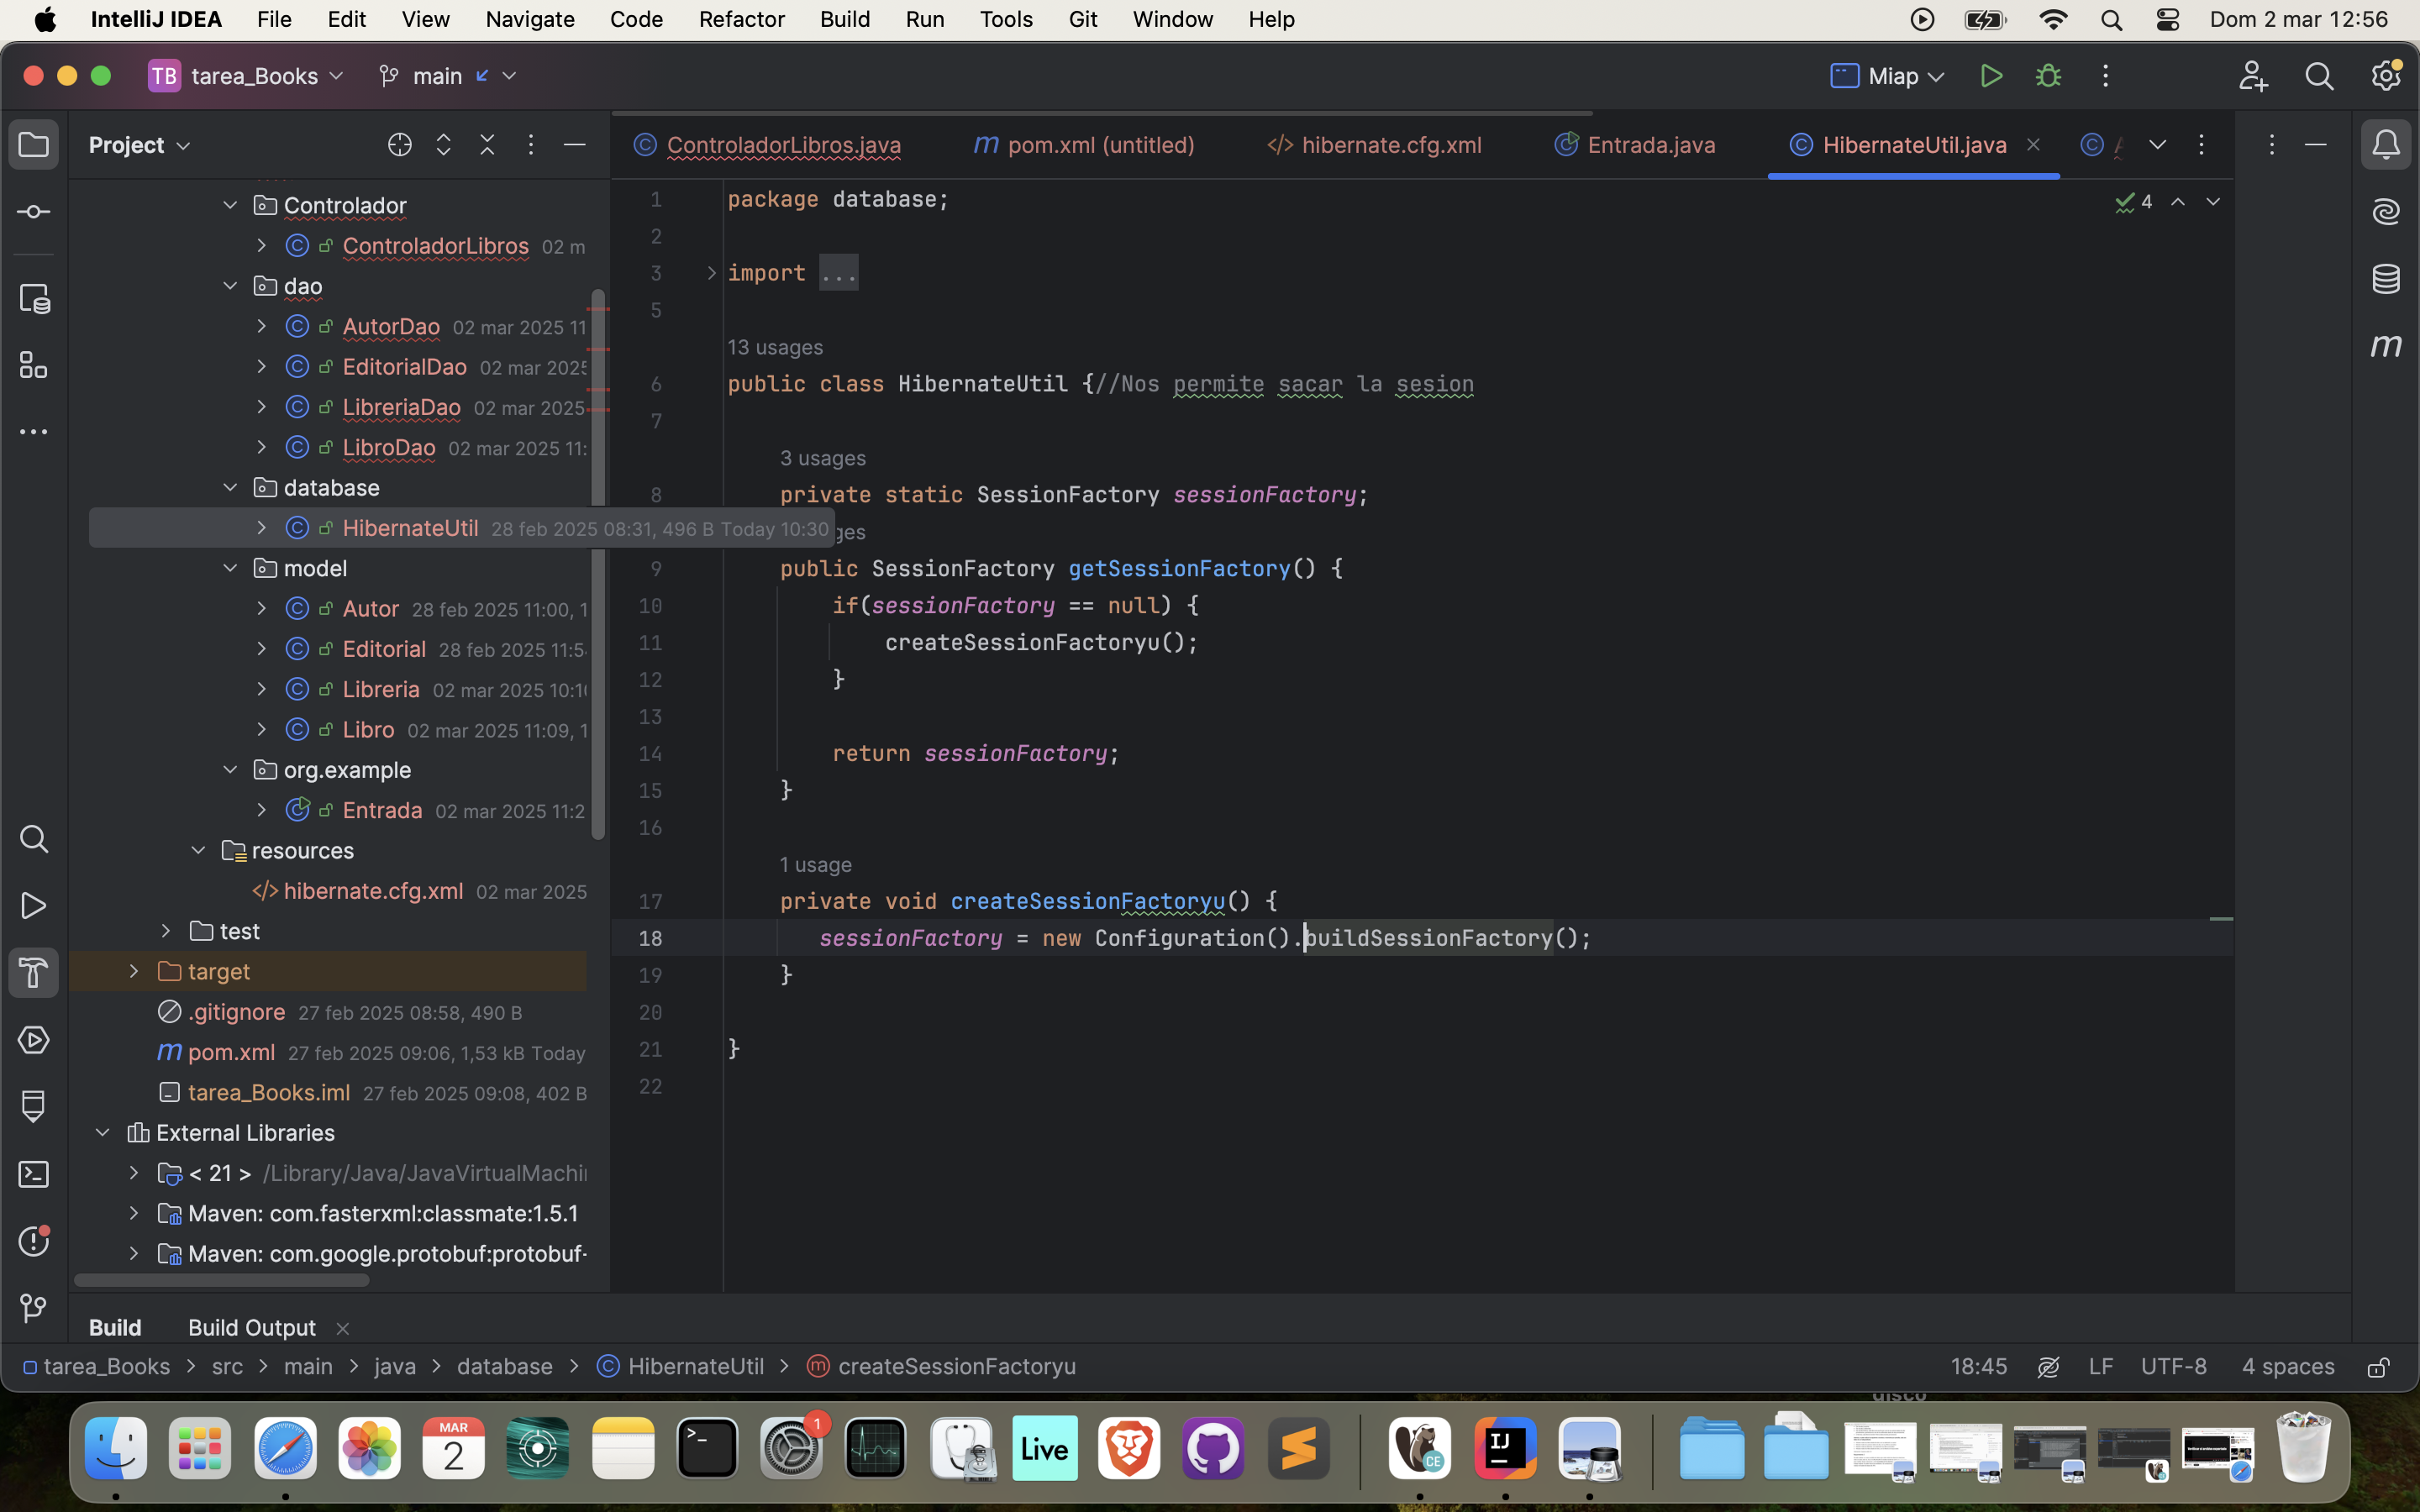 IntelliJ IDEA File Edit View Navigate Code Refactor Build Run Tools Git Window Help Dom 2 mar 12:56
TB tarea_Books main Miap
Project
ControladorLibros.java pom.xml (untitled) hibernate.cfg.xml Entrada.java HibernateUtil.java
Controlador
ControladorLibros 02 m
dao
AutorDao 02 mar 2025 11
EditorialDao 02 mar 202
LibreriaDao 02 mar 2025
LibroDao 02 mar 2025 11:
database
HibernateUtil 28 feb 2025 08:31, 496 B Today 10:30
model
Autor 28 feb 2025 11:00, 1
Editorial 28 feb 2025 11:5
Libreria 02 mar 2025 10:1
Libro 02 mar 2025 11:09, 1
org.example
Entrada 02 mar 2025 11:2
resources
hibernate.cfg.xml 02 mar 2025
test
target
.gitignore 27 feb 2025 08:58, 490 B
pom.xml 27 feb 2025 09:06, 1,53 kB Today
tarea_Books.iml 27 feb 2025 09:08, 402 B
External Libraries
< 21 > /Library/Java/JavaVirtualMachi
Maven: com.fasterxml:classmate:1.5.1
Maven: com.google.protobuf:protobuf-
4
1 package database;
2
3 import ...
5
13 usages
6 public class HibernateUtil {//Nos permite sacar la sesion
7
3 usages
8 private static SessionFactory sessionFactory;
ges
9 public SessionFactory getSessionFactory() {
10 if(sessionFactory == null) {
11 createSessionFactoryu();
12 }
13
14 return sessionFactory;
15 }
16
1 usage
17 private void createSessionFactoryu() {
18 sessionFactory = new Configuration().buildSessionFactory();
19 }
20
21 }
22
Build Build Output
tarea_Books > src > main > java > database > HibernateUtil > createSessionFactoryu 18:45 LF UTF-8 4 spaces
disco
MAR
2
1
Live
CE
IJ